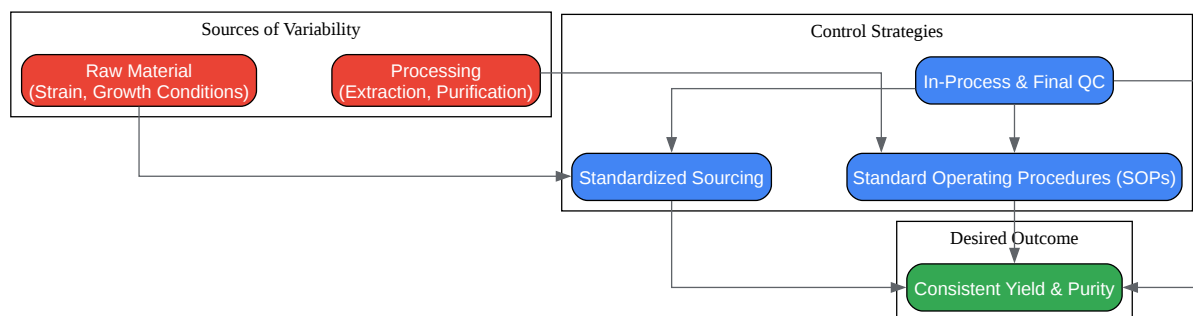 Sources of Variability
Raw Material
(Strain, Growth Conditions)
Processing
(Extraction, Purification)
Control Strategies
In-Process & Final QC
Standardized Sourcing
Standard Operating Procedures (SOPs)
Desired Outcome
Consistent Yield & Purity